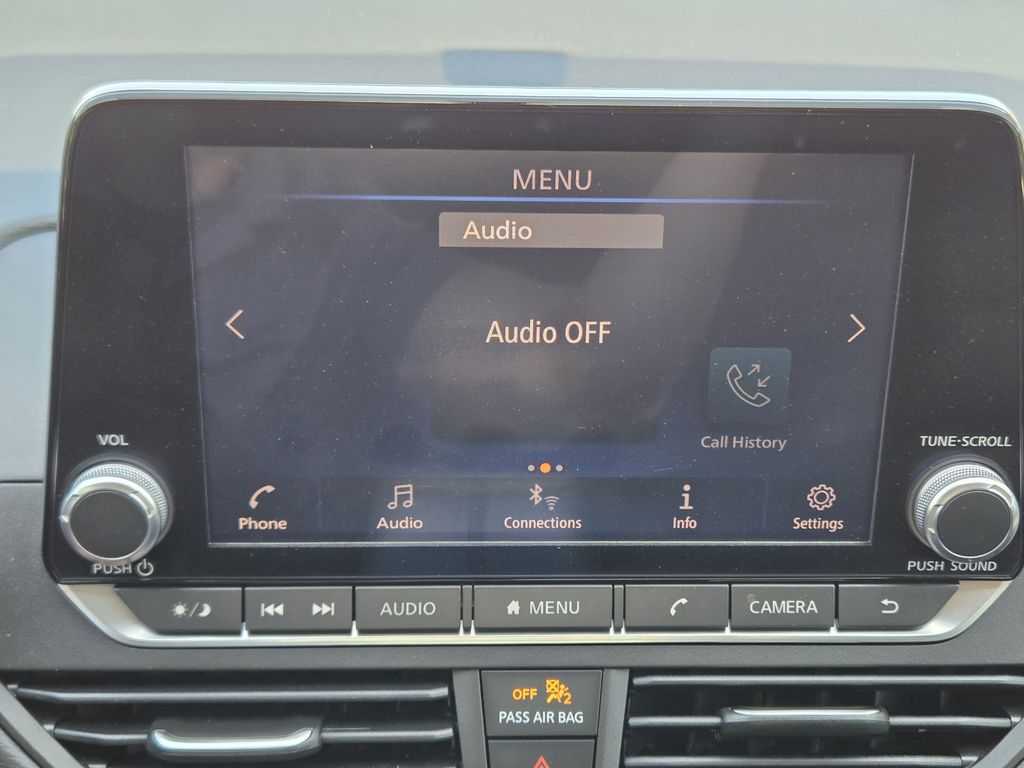 MENU
Audio
Audio OFF
Call History
VOL
TUNE·SCROLL
Phone
Audio
Connections
Info
Settings
PUSH
PUSH SOUND
AUDIO
MENU
CAMERA
OFF 2
PASS AIR BAG